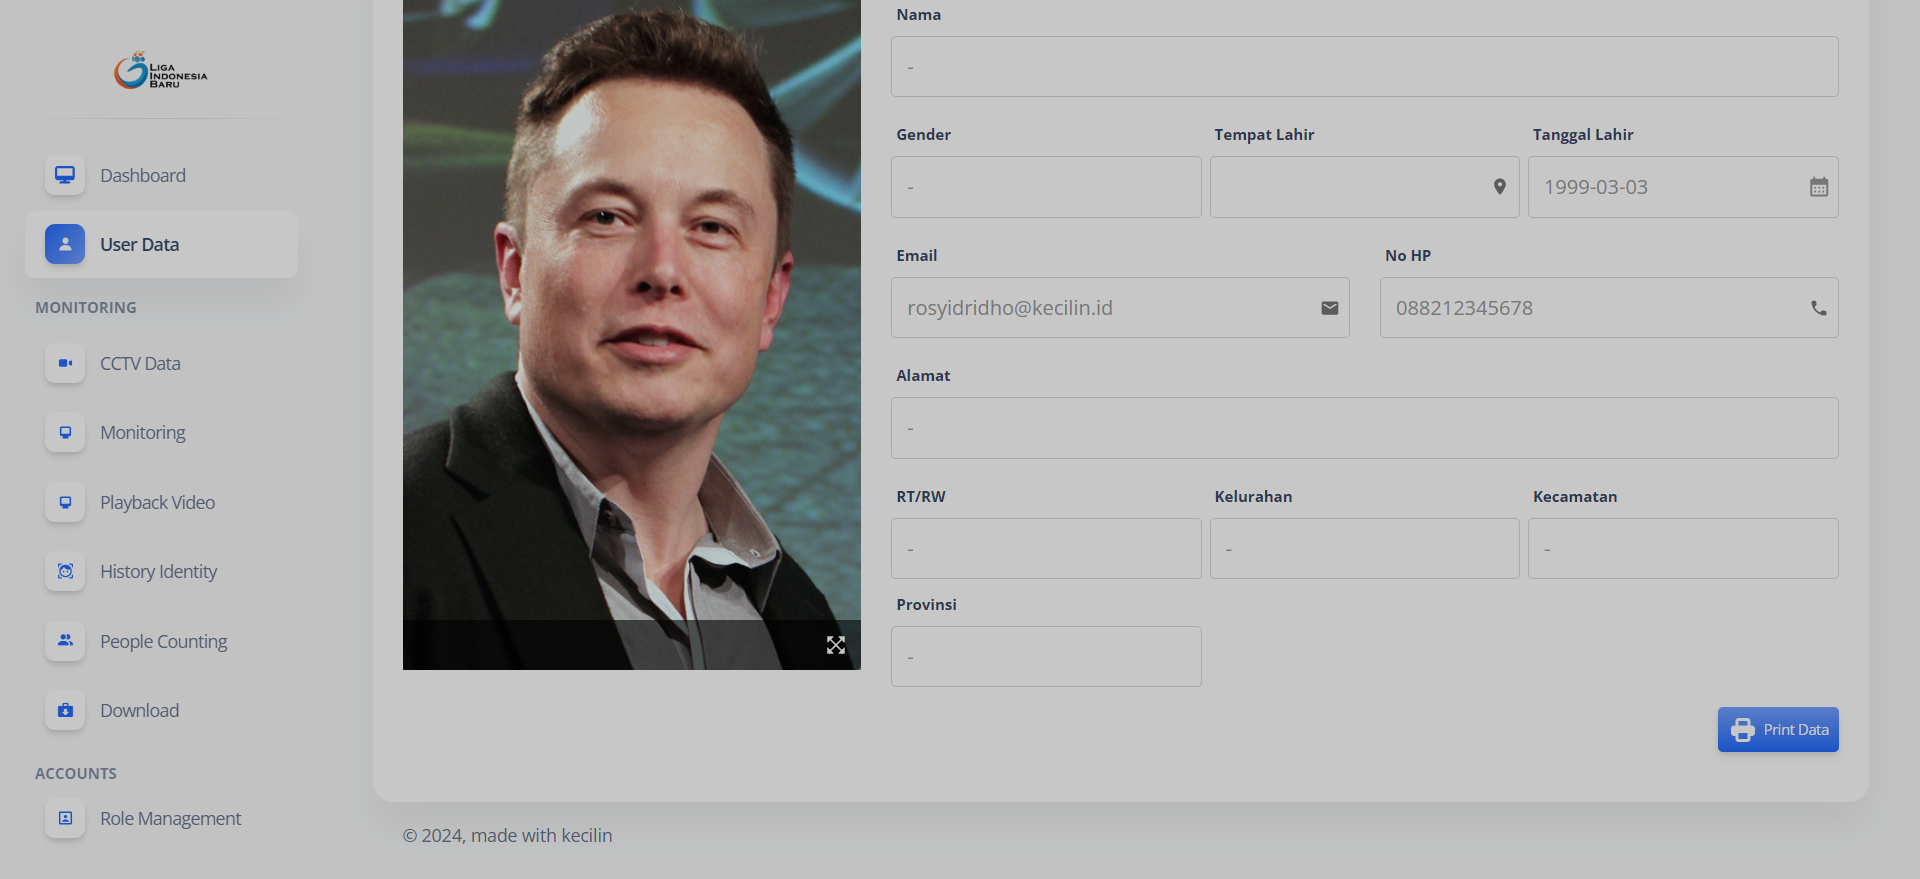 LIGA
INDONESIA
BARU
Dashboard
User Data
MONITORING
CCTV Data
Monitoring
Playback Video
History Identity
People Counting
Download
ACCOUNTS
Role Management
Nama
-
Gender
Tempat Lahir
Tanggal Lahir
-
1999-03-03
Email
No HP
rosyidridho@kecilin.id
088212345678
Alamat
-
RT/RW
Kelurahan
Kecamatan
-
-
-
Provinsi
-
Print Data
© 2024, made with kecilin